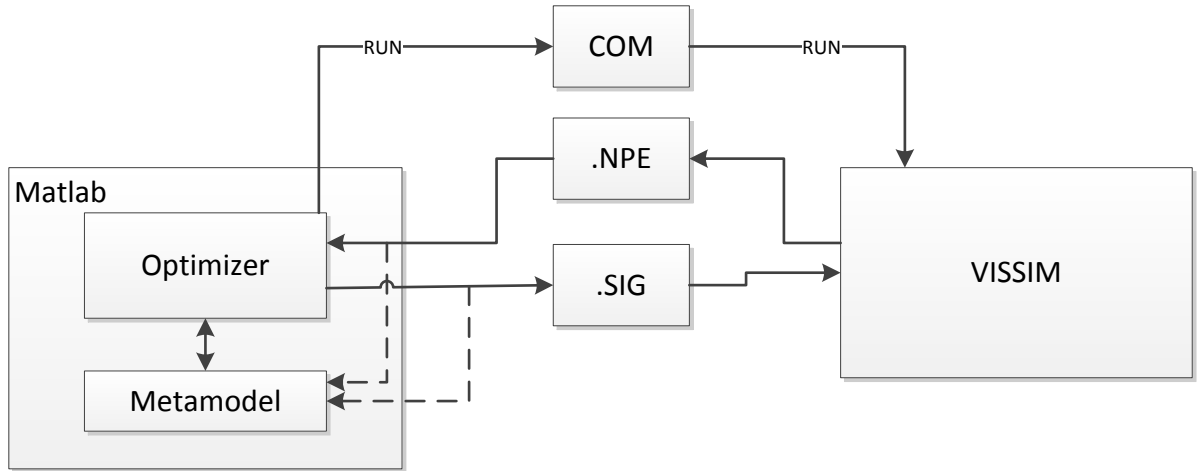 RUN
COM
RUN
.NPE
Matlab
Optimizer
.SIG
VISSIM
Metamodel